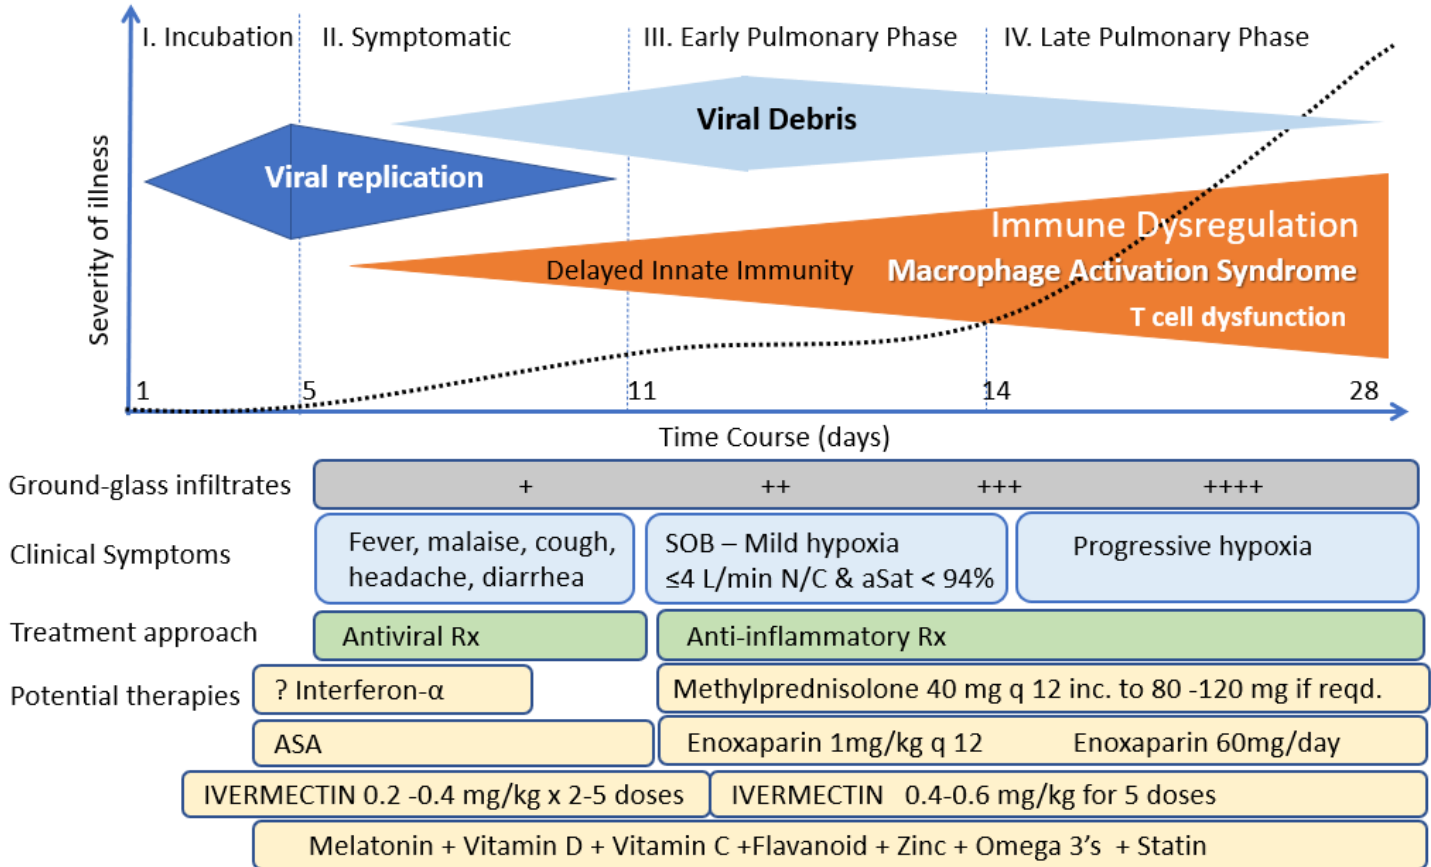 I. Incubation
II. Symptomatic
III. Early Pulmonary Phase
IV. Late Pulmonary Phase
Severity of illness
Viral Debris
Viral replication
Immune Dysregulation
Delayed Innate Immunity
Macrophage Activation Syndrome
T cell dysfunction
1
5
11
14
28
Time Course (days)
Ground-glass infiltrates
+
++
+++
++++
Clinical Symptoms
Fever, malaise, cough,
headache, diarrhea
SOB – Mild hypoxia
≤4 L/min N/C & aSat < 94%
Progressive hypoxia
Treatment approach
Antiviral Rx
Anti-inflammatory Rx
Potential therapies
? Interferon-α
Methylprednisolone 40 mg q 12 inc. to 80 -120 mg if reqd.
ASA
Enoxaparin 1mg/kg q 12
Enoxaparin 60mg/day
IVERMECTIN 0.2 -0.4 mg/kg x 2-5 doses
IVERMECTIN 0.4-0.6 mg/kg for 5 doses
Melatonin + Vitamin D + Vitamin C +Flavanoid + Zinc + Omega 3's + Statin